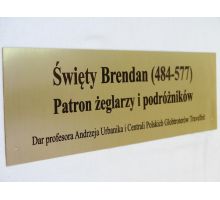 Święty Brendan (484-577)
Patron żeglarzy i podróżników
Dar profesora Andrzeja Urbanika i Centrali Polskich Globtroterów Travelbit